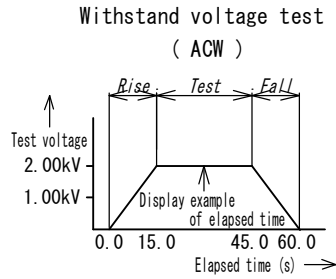 Withstand voltage test
( ACW )
Rise Test Fall
Test voltage
2.00kV
1.00kV
Display example
of elapsed time
0.0 15.0 45.0 60.0
Elapsed time (s)